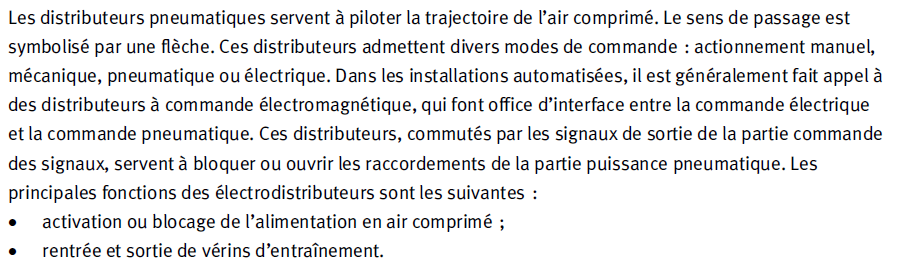 Les distributeurs pneumatiques servent à piloter la trajectoire de l’air comprimé. Le sens de passage est
symbolisé par une flèche. Ces distributeurs admettent divers modes de commande : actionnement manuel,
mécanique, pneumatique ou électrique. Dans les installations automatisées, il est généralement fait appel à
des distributeurs à commande électromagnétique, qui font office d’interface entre la commande électrique
et la commande pneumatique. Ces distributeurs, commutés par les signaux de sortie de la partie commande
des signaux, servent à bloquer ou ouvrir les raccordements de la partie puissance pneumatique. Les
principales fonctions des électrodistributeurs sont les suivantes :
• activation ou blocage de l’alimentation en air comprimé ;
• rentrée et sortie de vérins d’entraînement.